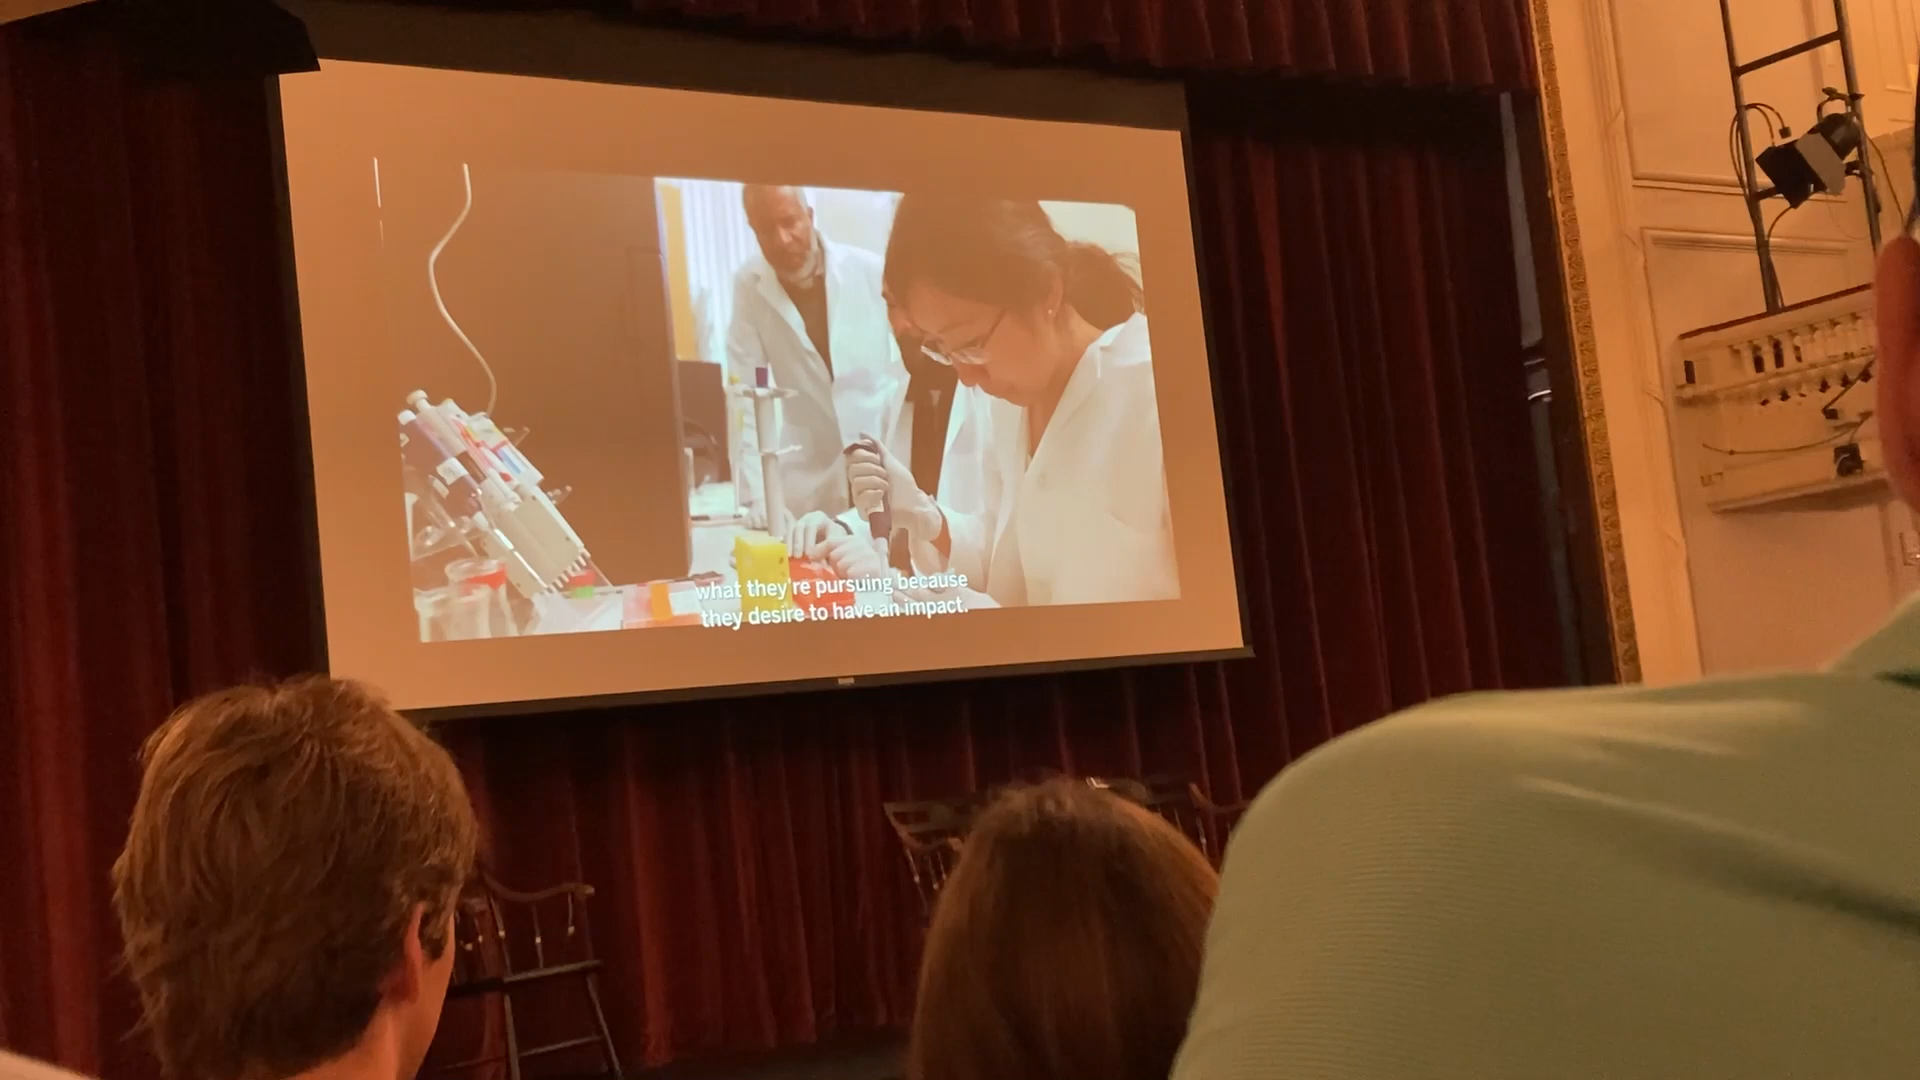 what they're pursuing because
they desire to have an impact.